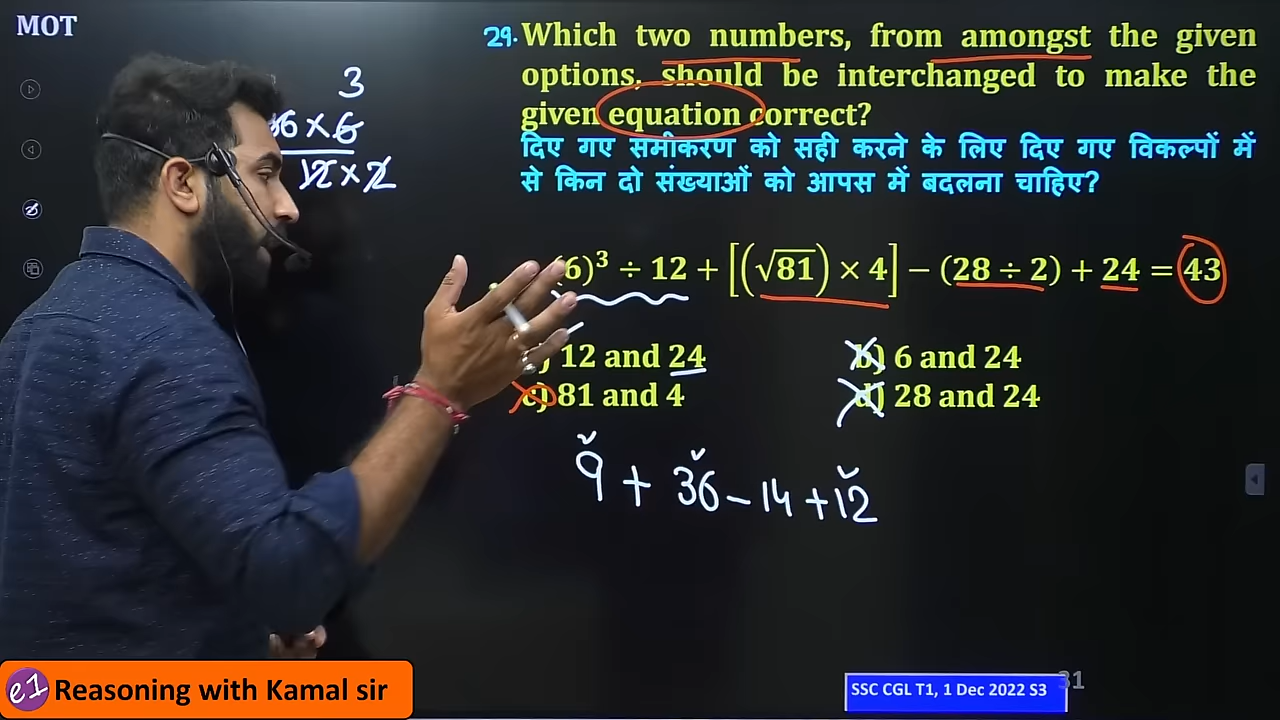 MOT
29. Which two numbers, from amongst the given
options, should be interchanged to make the
given equation correct?
दिए गए समीकरण को सही करने के लिए दिए गए विकल्पों में
से किन दो संख्याओं को आपस में बदलना चाहिए?
3
36 × 6
12 × 2
(6)³ ÷ 12 + [(√81) × 4] − (28 ÷ 2) + 24 = 43
12 and 24
b) 6 and 24
c) 81 and 4
d) 28 and 24
9 + 36 − 14 + 12
e1 Reasoning with Kamal sir
SSC CGL T1, 1 Dec 2022 S3
31